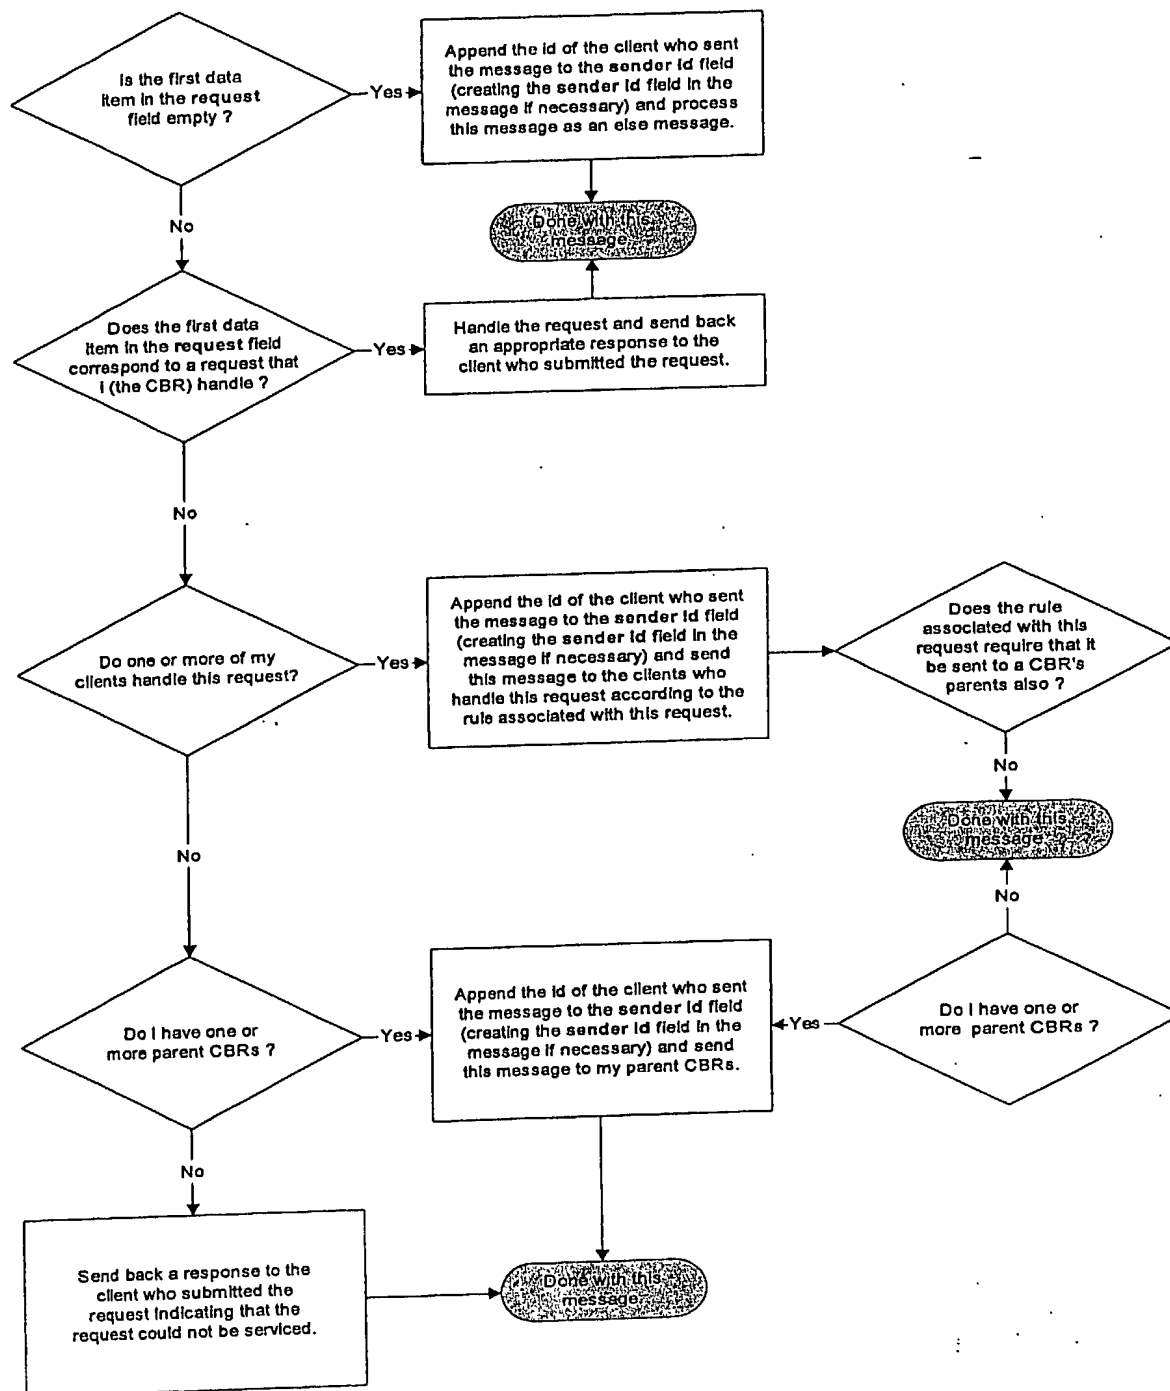 Is the first data
item in the request
field empty ?
Yes
Append the id of the client who sent
the message to the sender id field
(creating the sender id field in the
message if necessary) and process
this message as an else message.
No
Done with this
message.
Does the first data
item in the request field
correspond to a request that
I (the CBR) handle ?
Yes
Handle the request and send back
an appropriate response to the
client who submitted the request.
No
Do one or more of my
clients handle this request?
Yes
Append the id of the client who sent
the message to the sender id field
(creating the sender id field in the
message if necessary) and send
this message to the clients who
handle this request according to the
rule associated with this request.
Does the rule
associated with this
request require that it
be sent to a CBR's
parents also ?
No
Done with this
message.
No
No
Do I have one or
more parent CBRs ?
Yes
Append the id of the client who sent
the message to the sender id field
(creating the sender id field in the
message if necessary) and send
this message to my parent CBRs.
Yes
Do I have one or
more parent CBRs ?
No
Send back a response to the
client who submitted the
request indicating that the
request could not be serviced.
Done with this
message.